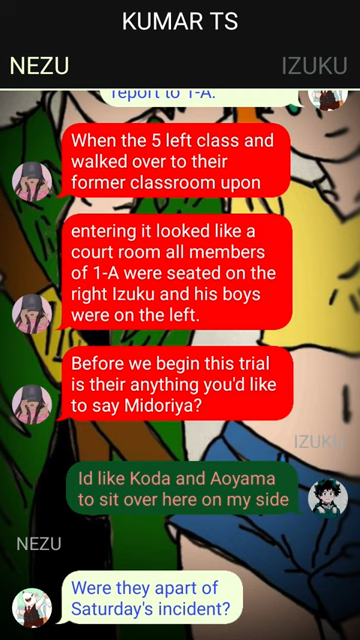 KUMAR TS
NEZU
IZUKU
report to 1-A.
When the 5 left class and
walked over to their
former classroom upon
entering it looked like a
court room all members
of 1-A were seated on the
right Izuku and his boys
were on the left.
Before we begin this trial
is their anything you'd like
to say Midoriya?
IZUKU
Id like Koda and Aoyama
to sit over here on my side
NEZU
Were they apart of
Saturday's incident?